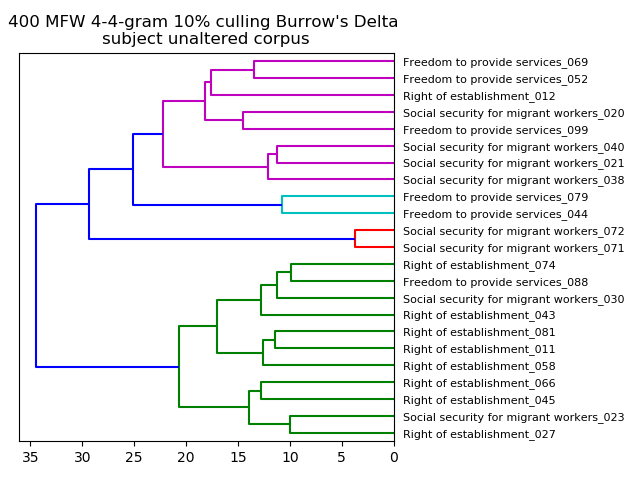 400 MFW 4-4-gram 10% culling Burrow's Delta
subject unaltered corpus
Freedom to provide services_069
Freedom to provide services_052
Right of establishment_012
Social security for migrant workers_020
Freedom to provide services_099
Social security for migrant workers_040
Social security for migrant workers_021
Social security for migrant workers_038
Freedom to provide services_079
Freedom to provide services_044
Social security for migrant workers_072
Social security for migrant workers_071
Right of establishment_074
Freedom to provide services_088
Social security for migrant workers_030
Right of establishment_043
Right of establishment_081
Right of establishment_011
Right of establishment_058
Right of establishment_066
Right of establishment_045
Social security for migrant workers_023
Right of establishment_027
35 30 25 20 15 10 5 0